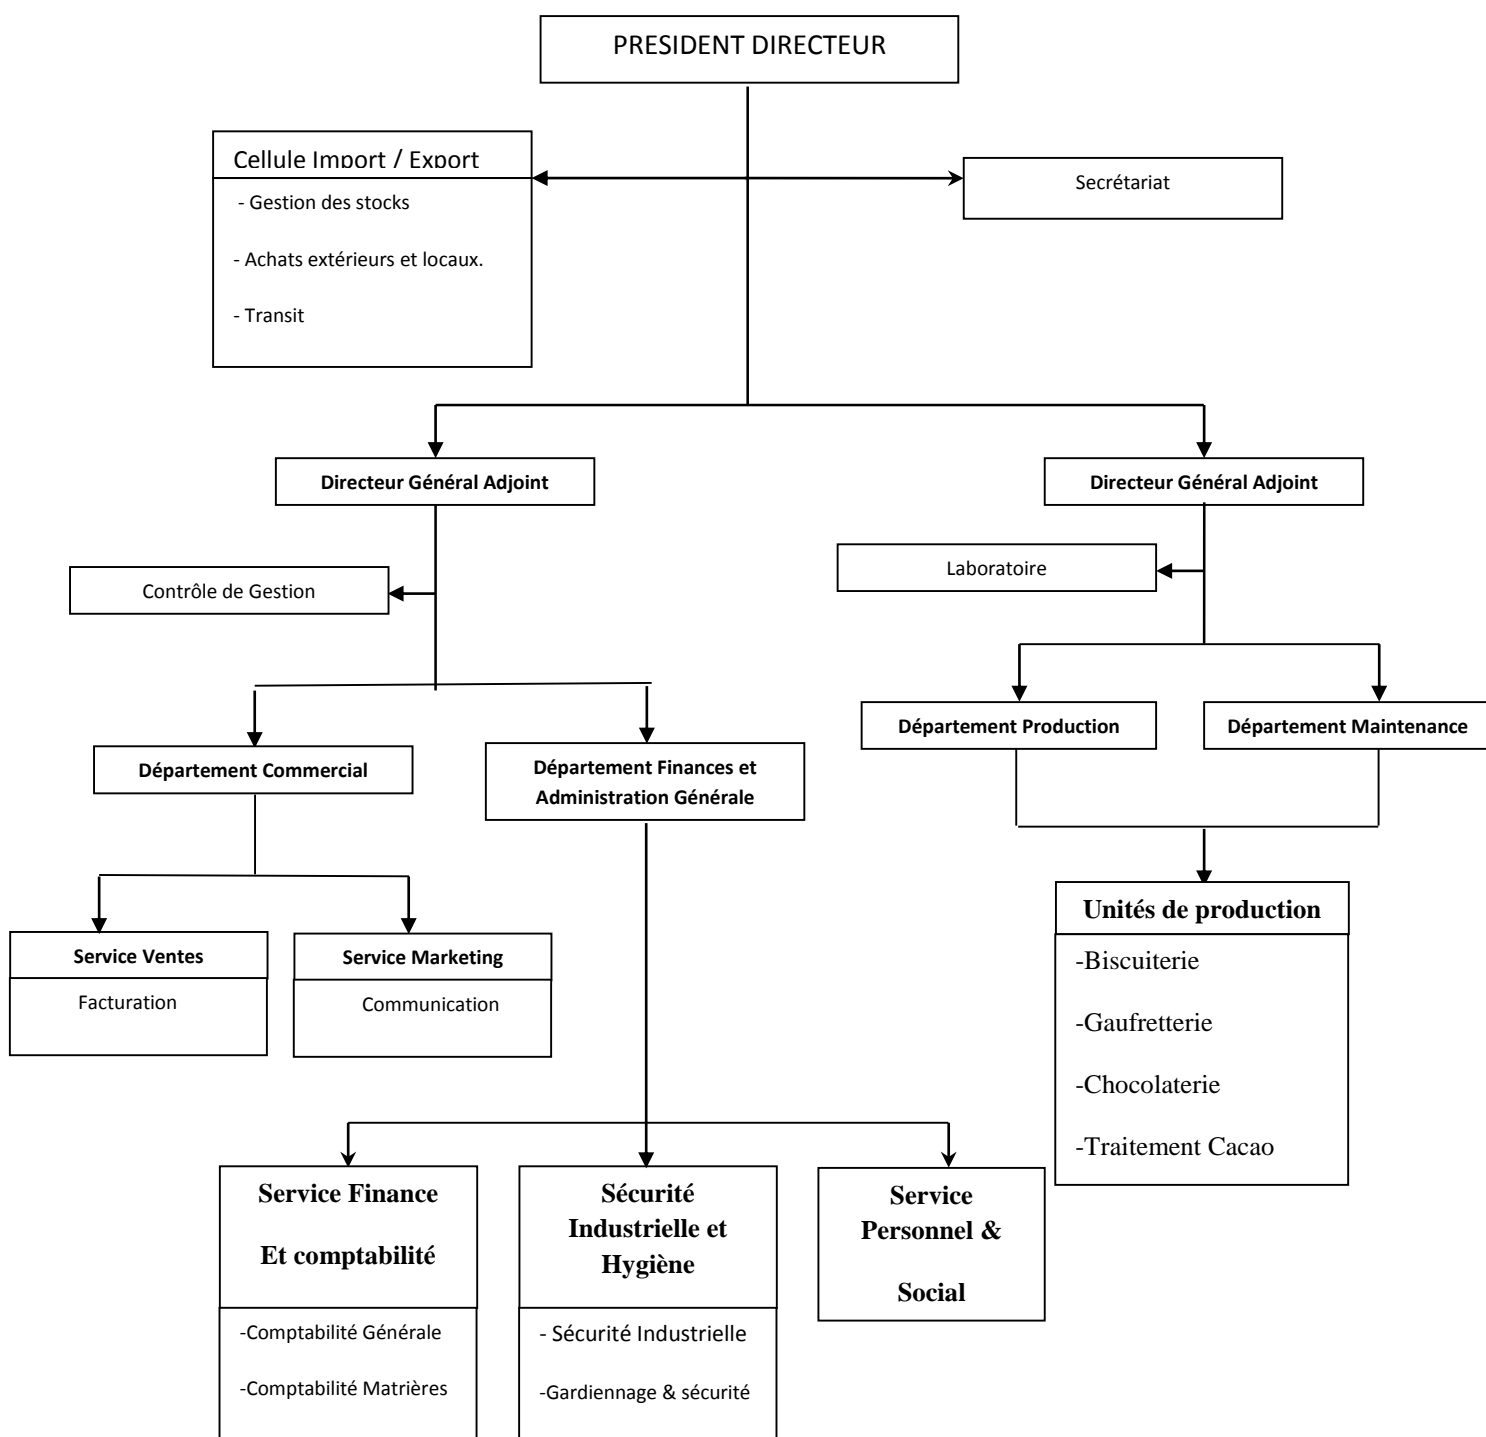 PRESIDENT DIRECTEUR
Cellule Import / Export
- Gestion des stocks
- Achats extérieurs et locaux.
- Transit
Secrétariat
Directeur Général Adjoint
Directeur Général Adjoint
Contrôle de Gestion
Laboratoire
Département Production
Département Maintenance
Département Commercial
Département Finances et
Administration Générale
Service Ventes
Facturation
Service Marketing
Communication
Unités de production
-Biscuiterie
-Gaufretterie
-Chocolaterie
-Traitement Cacao
Service Finance
Et comptabilité
-Comptabilité Générale
-Comptabilité Matrières
Sécurité
Industrielle et
Hygiène
- Sécurité Industrielle
-Gardiennage & sécurité
Service
Personnel &
Social